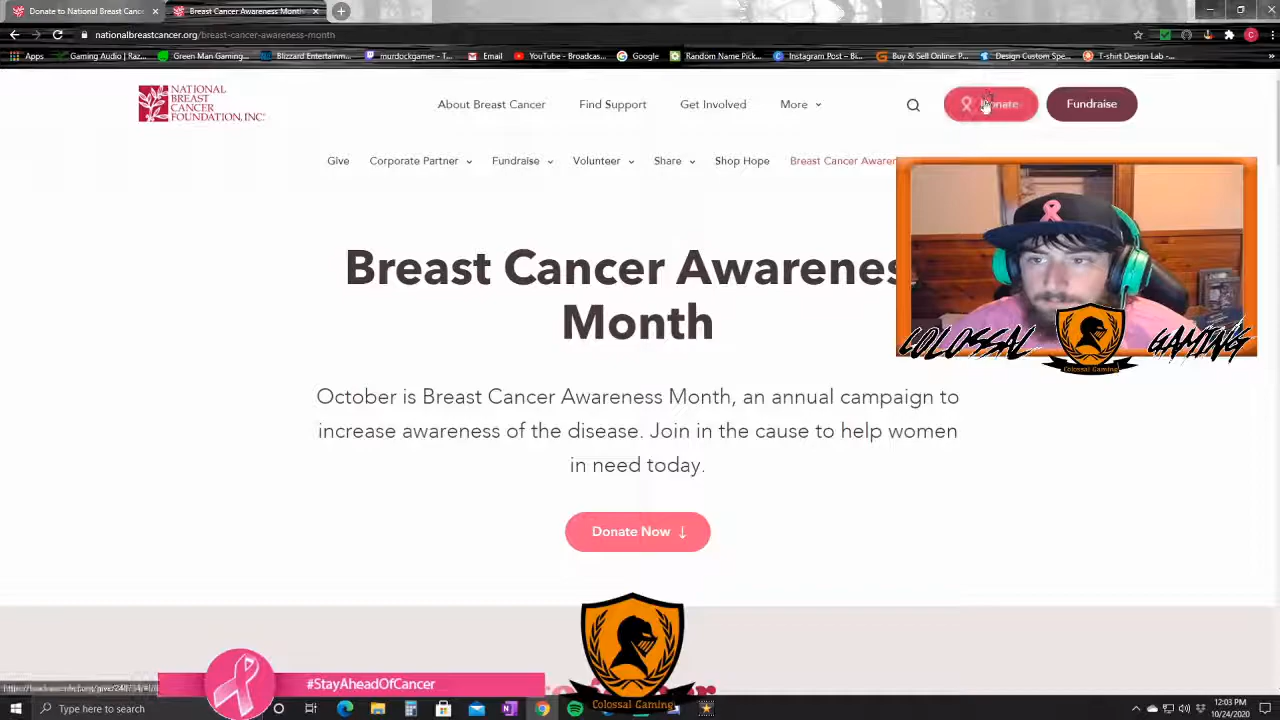 Donate to National Breast Cance
Breast Cancer Awareness Month
nationalbreastcancer.org/breast-cancer-awareness-month
Apps
Gaming Audio | Raz...
Green Man Gaming...
Blizzard Entertainm...
murdockgamer - T...
Email
YouTube - Broadcas...
Google
Random Name Pick...
Instagram Post – Bi...
Buy & Sell Online: P...
Design Custom Spe...
T-shirt Design Lab -...
NATIONAL
BREAST
CANCER
FOUNDATION, INC.
About Breast Cancer
Find Support
Get Involved
More
Donate
Fundraise
Give
Corporate Partner
Fundraise
Volunteer
Share
Shop Hope
Breast Cancer Awaren
Breast Cancer Awarenes
Month
October is Breast Cancer Awareness Month, an annual campaign to
increase awareness of the disease. Join in the cause to help women
in need today.
Donate Now ↓
COLOSSAL GAMING
Colossal Gaming
#StayAheadOfCancer
Colossal Gaming
Type here to search
12:03 PM
10/24/2020